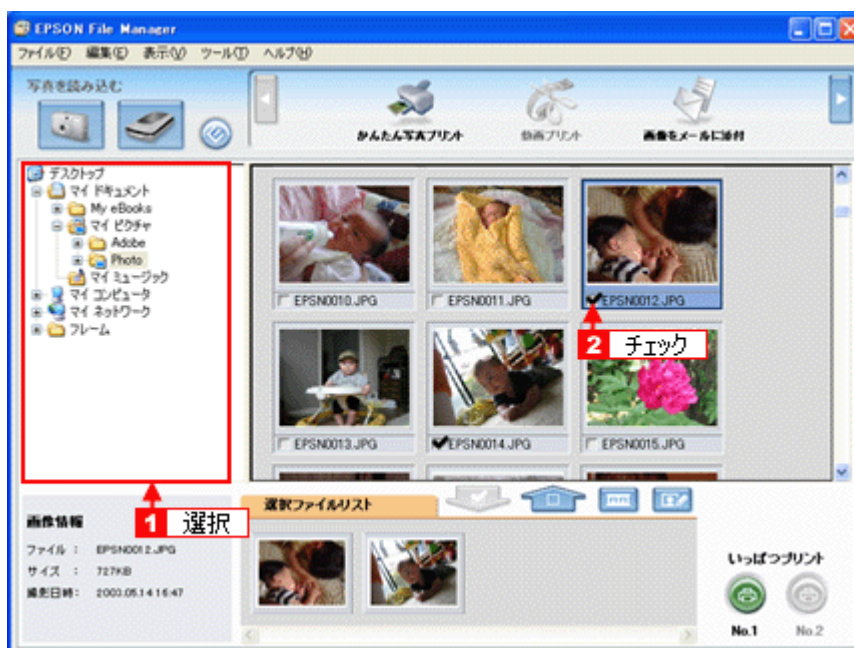 EPSON File Manager
ファイル(F) 編集(E) 表示(V) ツール(T) ヘルプ(H)
写真を読み込む
かんたん写真プリント 動画プリント 画像をメールに添付
デスクトップ
マイ ドキュメント
My eBooks
マイ ピクチャ
Adobe
Photo
マイ ミュージック
マイ コンピュータ
マイ ネットワーク
フレーム
EPSN0010.JPG EPSN0011.JPG EPSN0012.JPG
2 チェック
EPSN0013.JPG EPSN0014.JPG EPSN0015.JPG
1 選択
選択ファイルリスト
画像情報
ファイル : EPSN0012.JPG
サイズ : 727KB
撮影日時: 2003.05.14 16:47
いっぱつプリント
No.1 No.2